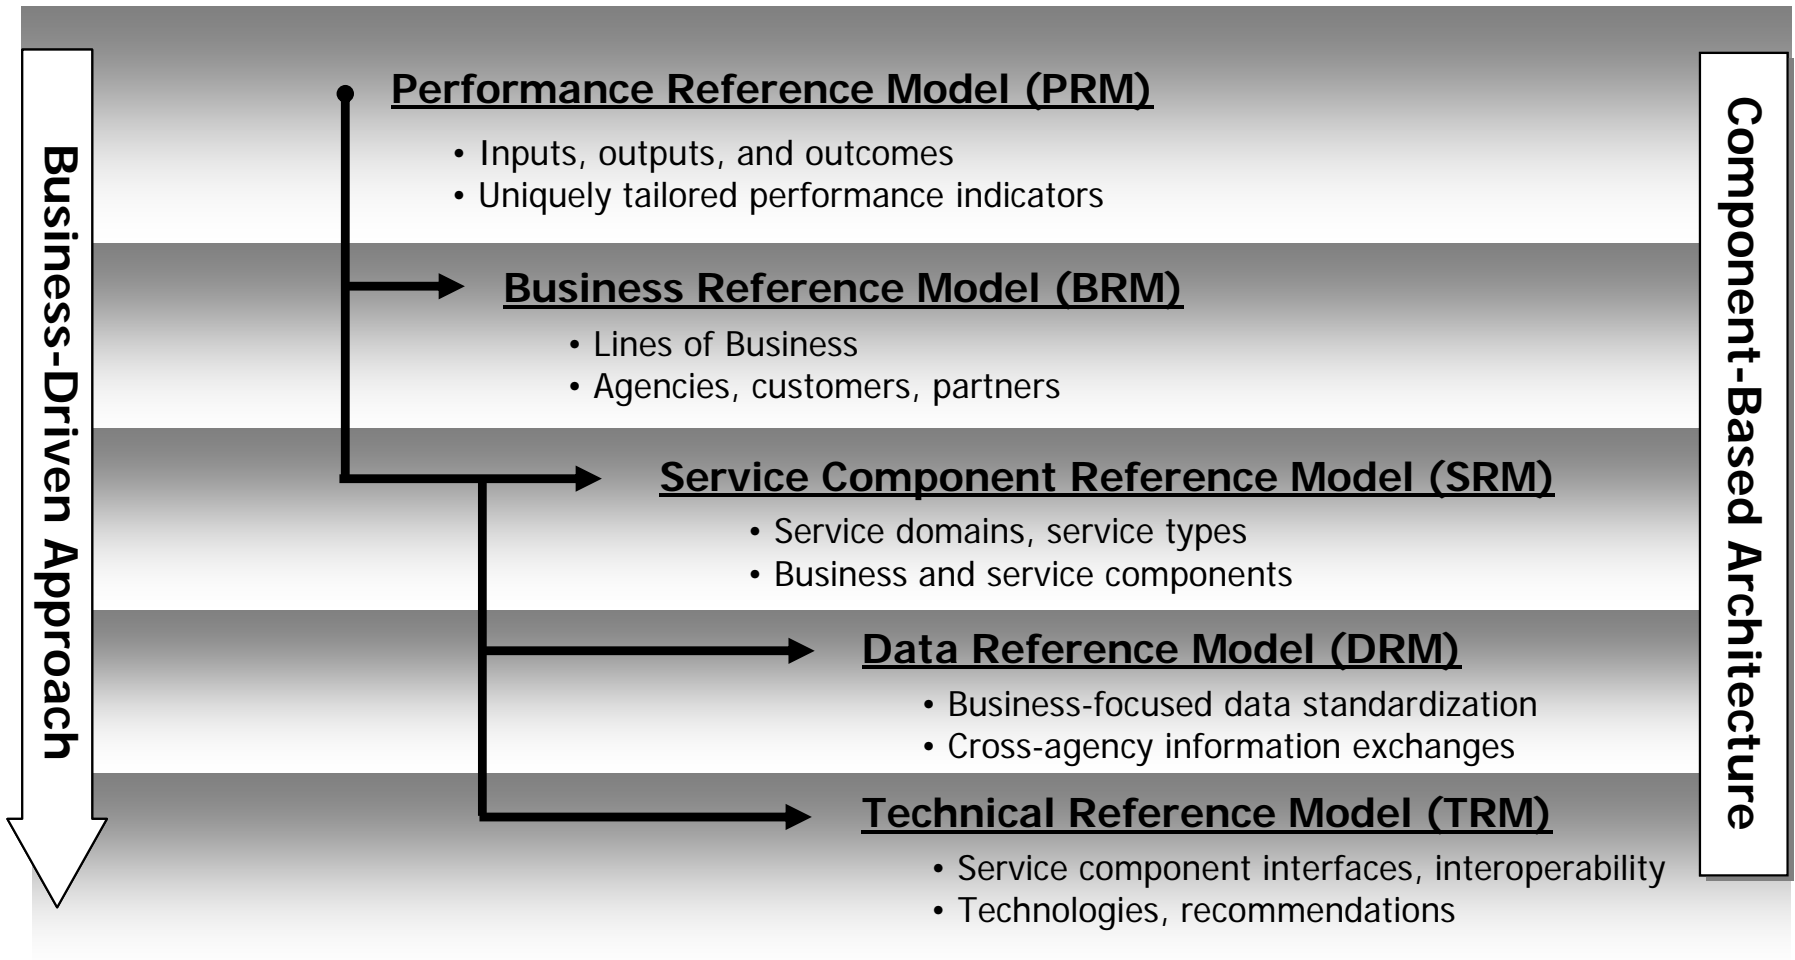 Business-Driven Approach
Performance Reference Model (PRM)
• Inputs, outputs, and outcomes
• Uniquely tailored performance indicators
Business Reference Model (BRM)
• Lines of Business
• Agencies, customers, partners
Service Component Reference Model (SRM)
• Service domains, service types
• Business and service components
Data Reference Model (DRM)
• Business-focused data standardization
• Cross-agency information exchanges
Technical Reference Model (TRM)
• Service component interfaces, interoperability
• Technologies, recommendations
Component-Based Architecture